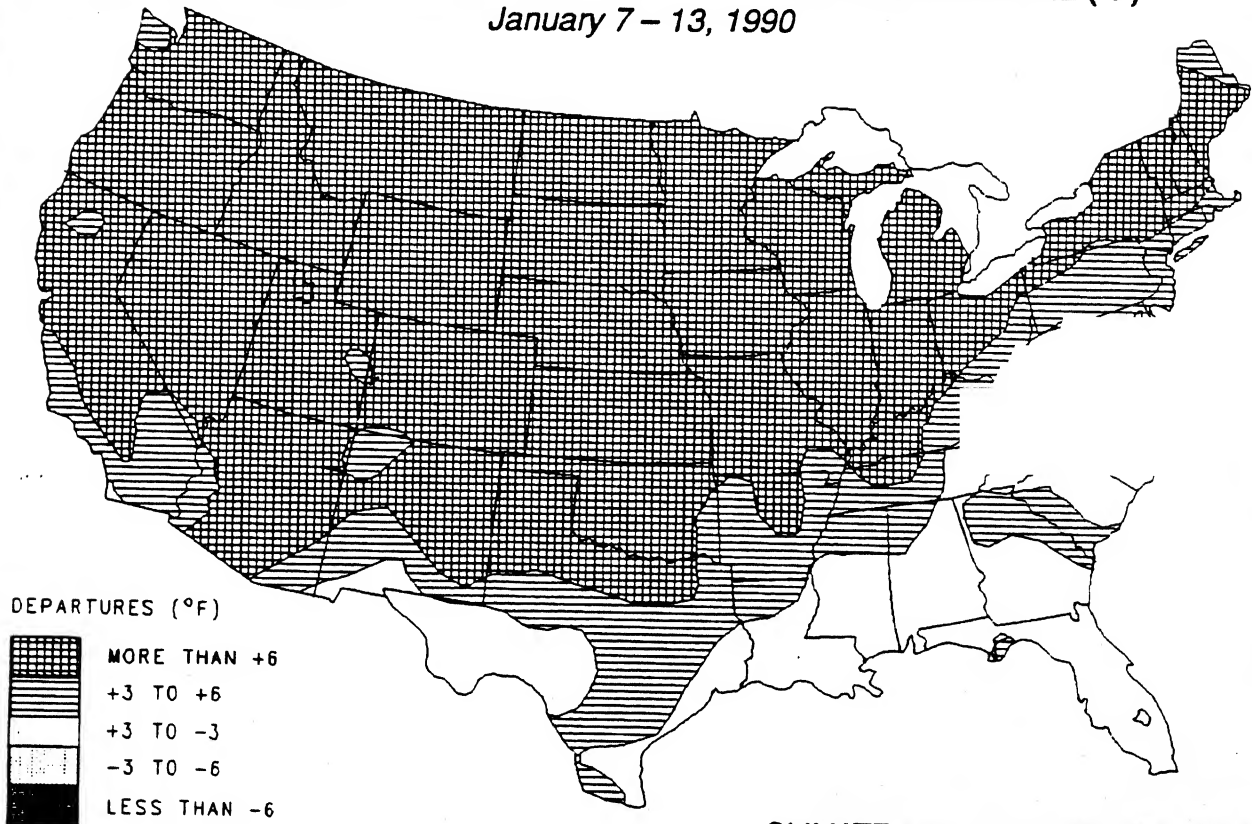 January 7 – 13, 1990
DEPARTURES (°F)
MORE THAN +6
+3 TO +6
+3 TO -3
-3 TO -6
LESS THAN -6